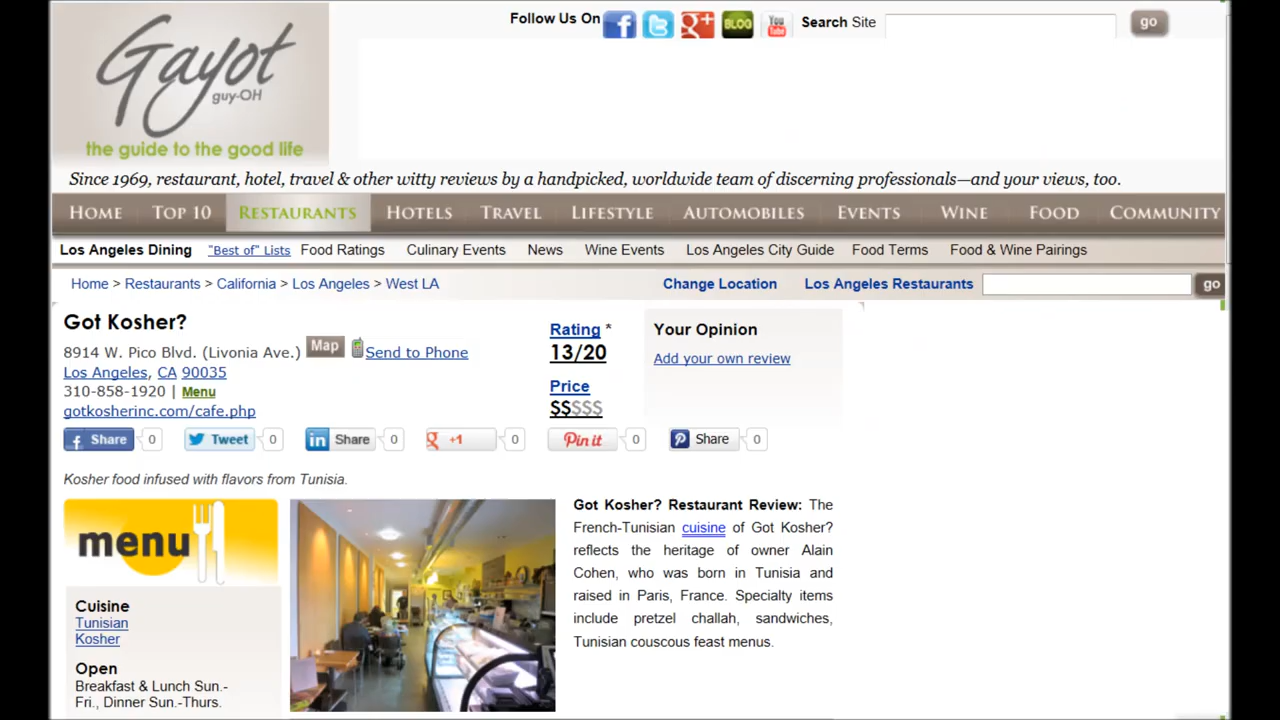 Gayot
guy-OH
the guide to the good life
Follow Us On
BLOG
You Tube
Search Site
go
Since 1969, restaurant, hotel, travel & other witty reviews by a handpicked, worldwide team of discerning professionals—and your views, too.
HOME TOP 10 RESTAURANTS HOTELS TRAVEL LIFESTYLE AUTOMOBILES EVENTS WINE FOOD COMMUNITY
Los Angeles Dining "Best of" Lists Food Ratings Culinary Events News Wine Events Los Angeles City Guide Food Terms Food & Wine Pairings
Home > Restaurants > California > Los Angeles > West LA Change Location Los Angeles Restaurants go
Got Kosher?
8914 W. Pico Blvd. (Livonia Ave.) Map Send to Phone
Los Angeles, CA 90035
310-858-1920 | Menu
gotkosherinc.com/cafe.php
Rating *
13/20
Price
$$$$$
Your Opinion
Add your own review
f Share 0 Tweet 0 in Share 0 g +1 0 Pin it 0 Share 0
Kosher food infused with flavors from Tunisia.
menu
Cuisine
Tunisian
Kosher
Open
Breakfast & Lunch Sun.-
Fri., Dinner Sun.-Thurs.
Got Kosher? Restaurant Review: The
French-Tunisian cuisine of Got Kosher?
reflects the heritage of owner Alain
Cohen, who was born in Tunisia and
raised in Paris, France. Specialty items
include pretzel challah, sandwiches,
Tunisian couscous feast menus.